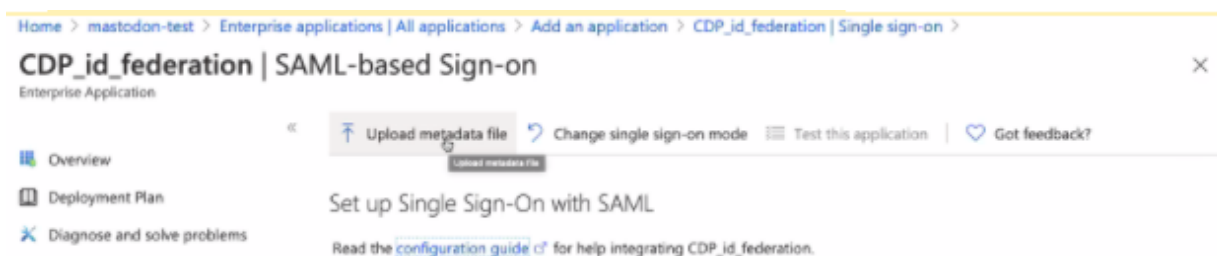 Home > mastodon-test > Enterprise applications | All applications > Add an application > CDP_id_federation | Single sign-on >
CDP_id_federation | SAML-based Sign-on
Enterprise Application
« Upload metadata file Change single sign-on mode Test this application | Got feedback?
Upload metadata file
Overview
Deployment Plan
Set up Single Sign-On with SAML
Diagnose and solve problems
Read the configuration guide for help integrating CDP_id_federation.